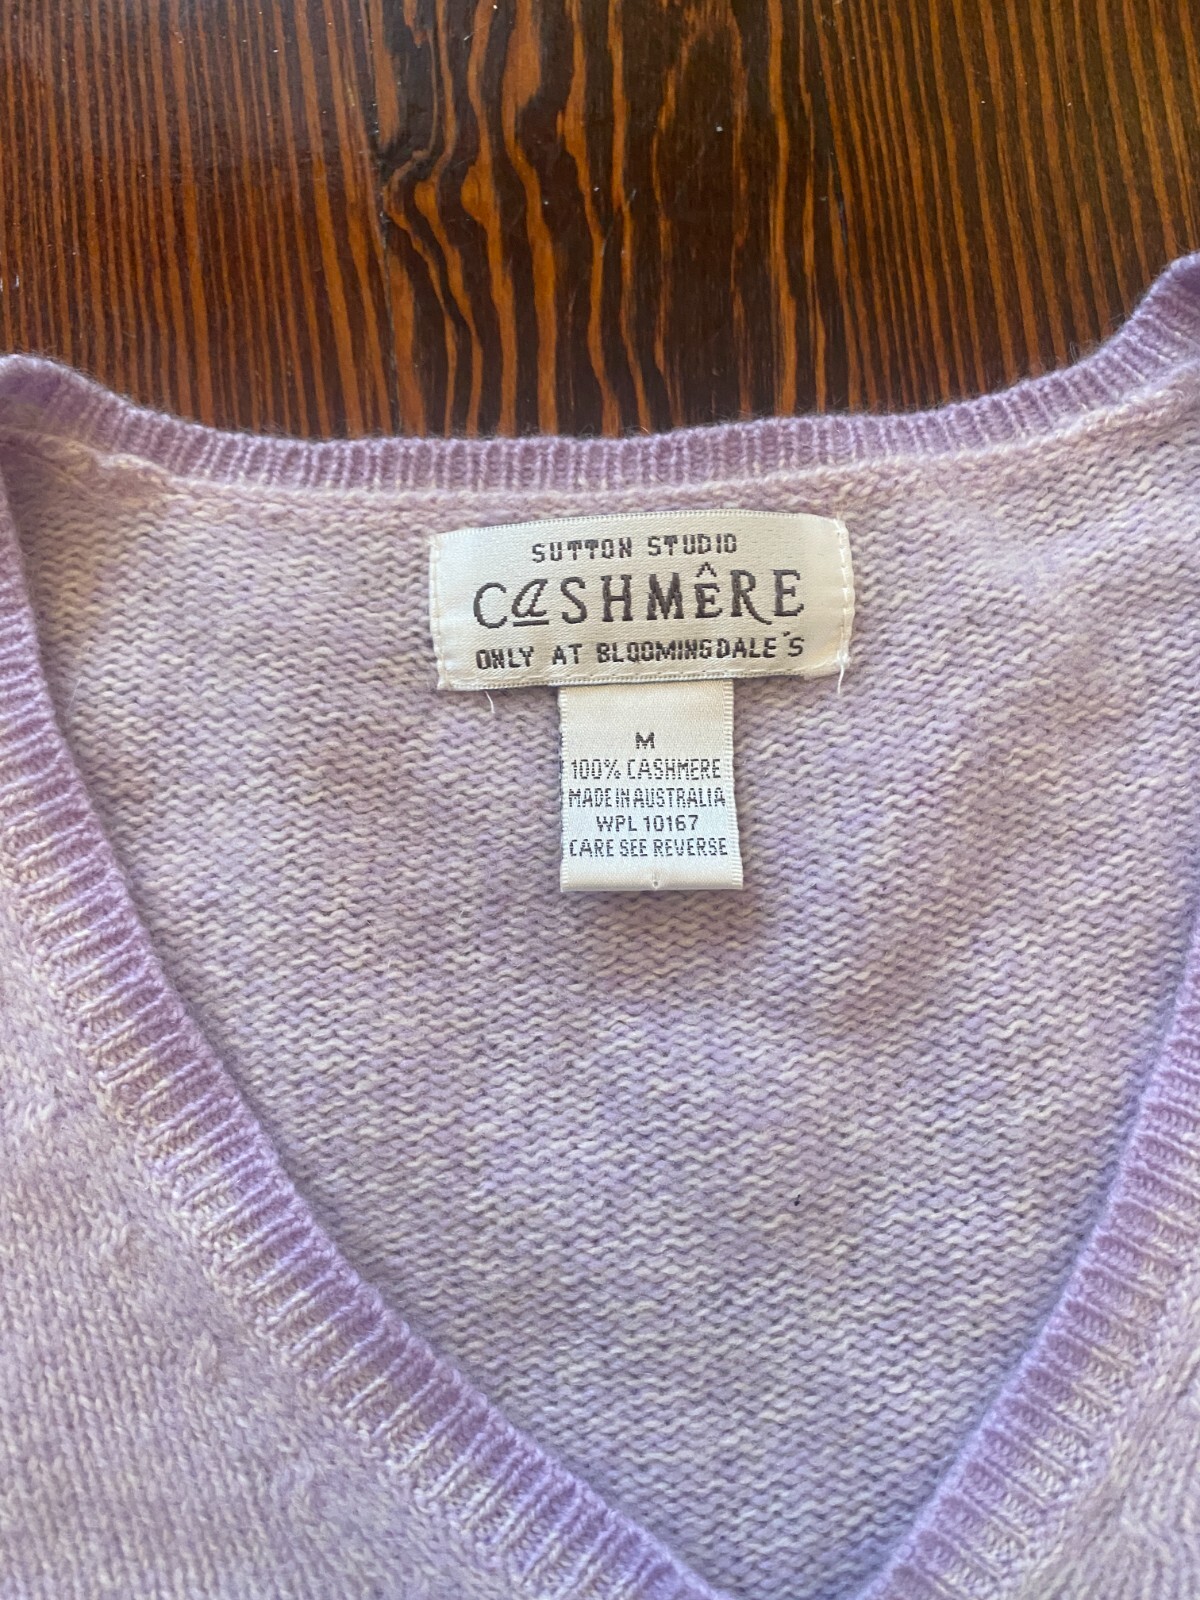 SUTTON STUDIO
CASHMÊRE
ONLY AT BLOOMINGDALE'S
M
100% CASHMERE
MADE IN AUSTRALIA
WPL 10167
CARE SEE REVERSE